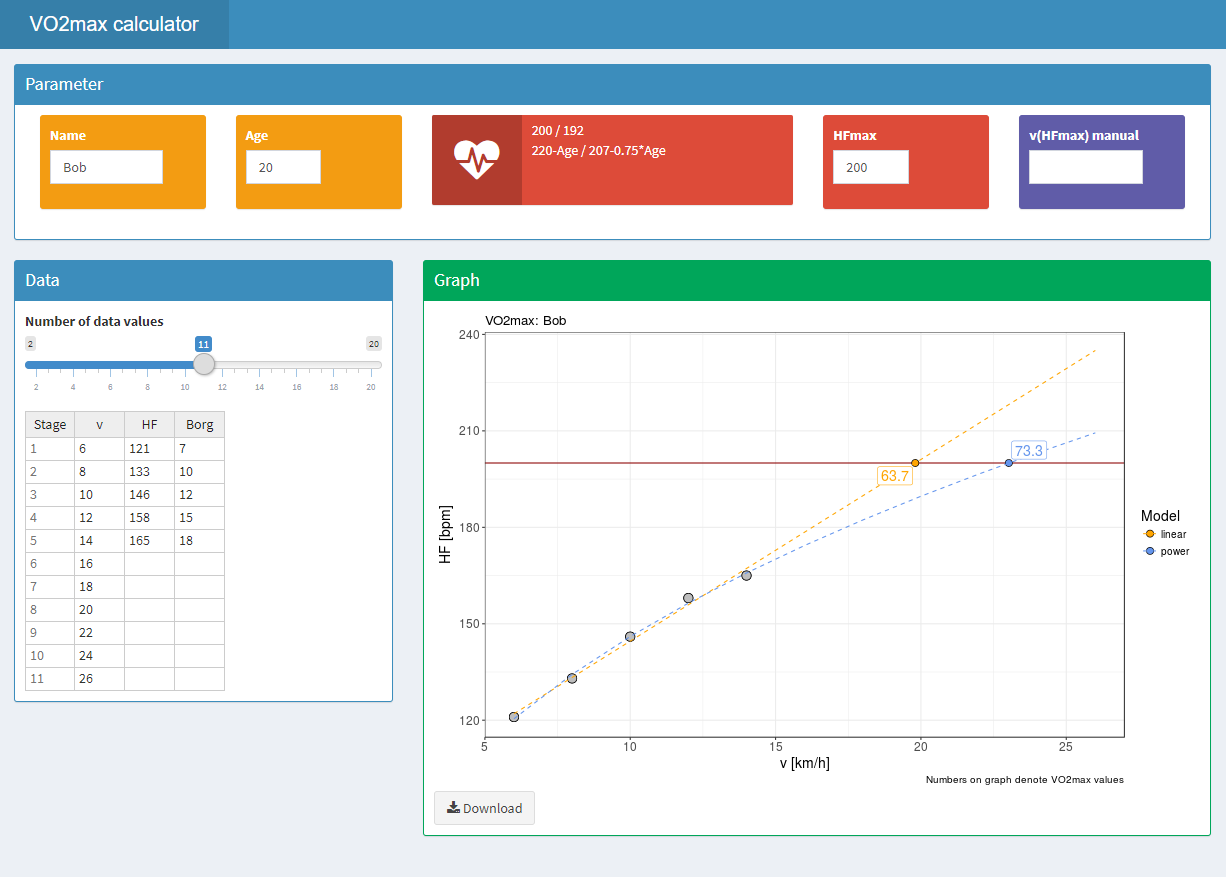 VO2max calculator
Parameter
Name
Bob
Age
20
200 / 192
220-Age / 207-0.75*Age
HFmax
200
v(HFmax) manual
Data
Number of data values
2 11 20
2 4 6 8 10 12 14 16 18 20
Stage v HF Borg
1 6 121 7
2 8 133 10
3 10 146 12
4 12 158 15
5 14 165 18
6 16
7 18
8 20
9 22
10 24
11 26
Graph
VO2max: Bob
240
210
180
150
120
HF [bpm]
73.3
63.7
5 10 15 20 25
v [km/h]
Model
linear
power
Numbers on graph denote VO2max values
Download